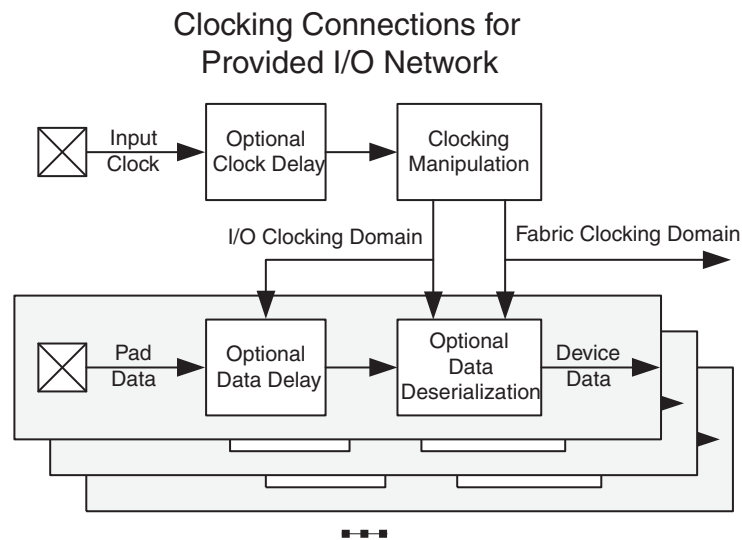 Clocking Connections for
Provided I/O Network
Input
Clock
Optional
Clock Delay
Clocking
Manipulation
I/O Clocking Domain
Fabric Clocking Domain
Pad
Data
Optional
Data Delay
Optional
Data
Deserialization
Device
Data